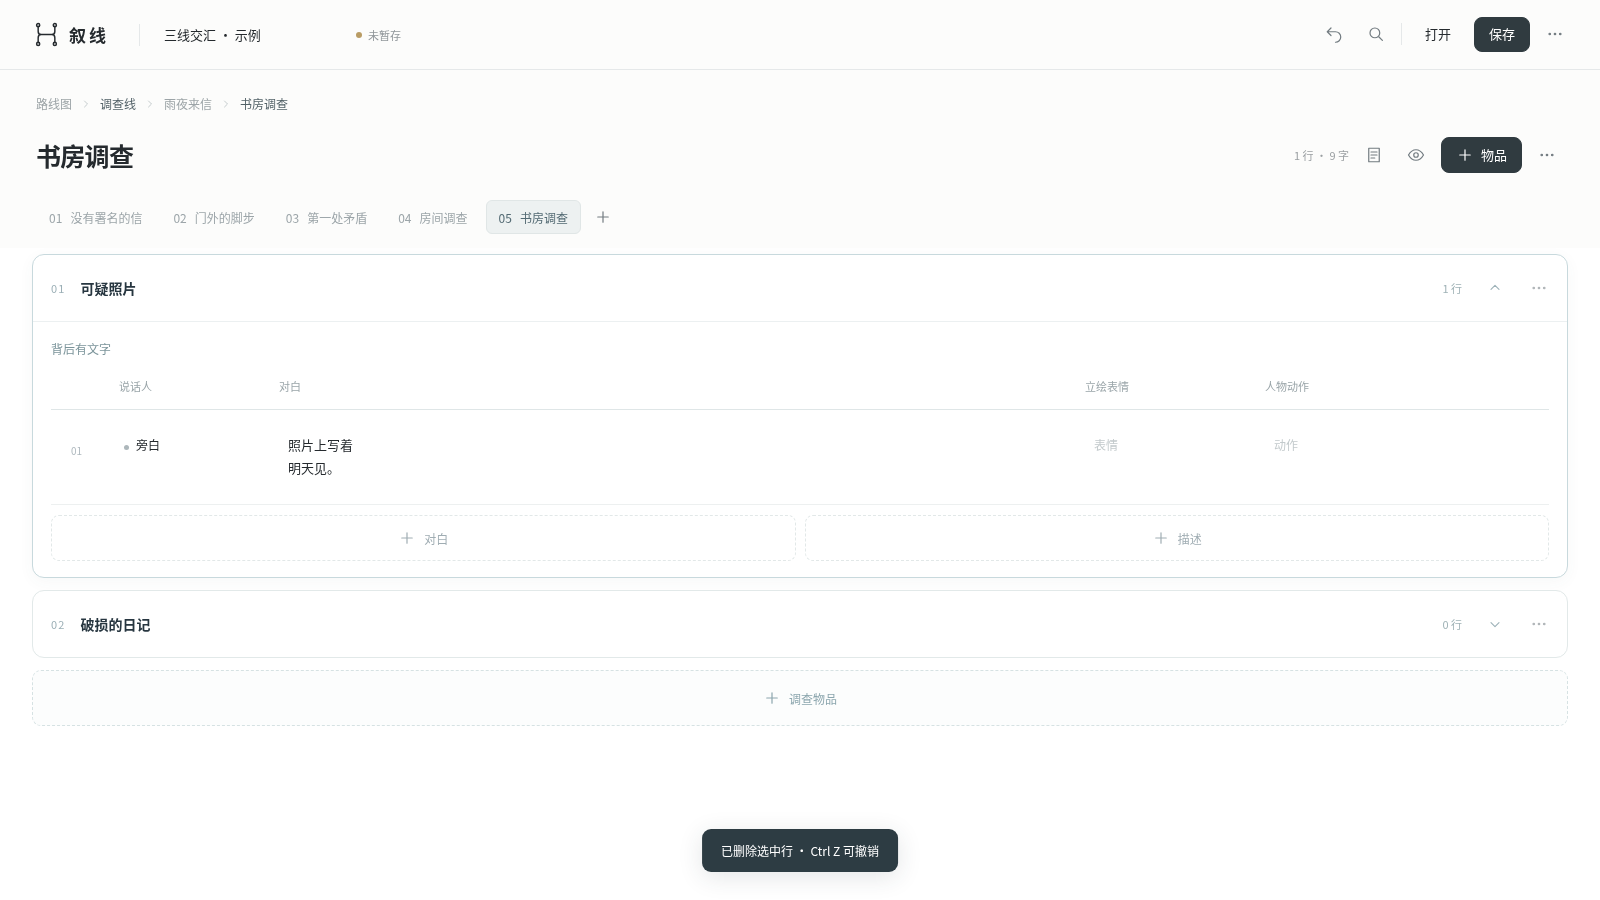 叙线
三线交汇 · 示例
未暂存
打开
保存
路线图 > 调查线 > 雨夜来信 > 书房调查
书房调查
1 行 · 9 字
物品
01 没有署名的信
02 门外的脚步
03 第一处矛盾
04 房间调查
05 书房调查
01 可疑照片
1 行
背后有文字
说话人
对白
立绘表情
人物动作
01
旁白
照片上写着
明天见。
表情
动作
对白
描述
02 破损的日记
0 行
调查物品
已删除选中行 · Ctrl Z 可撤销